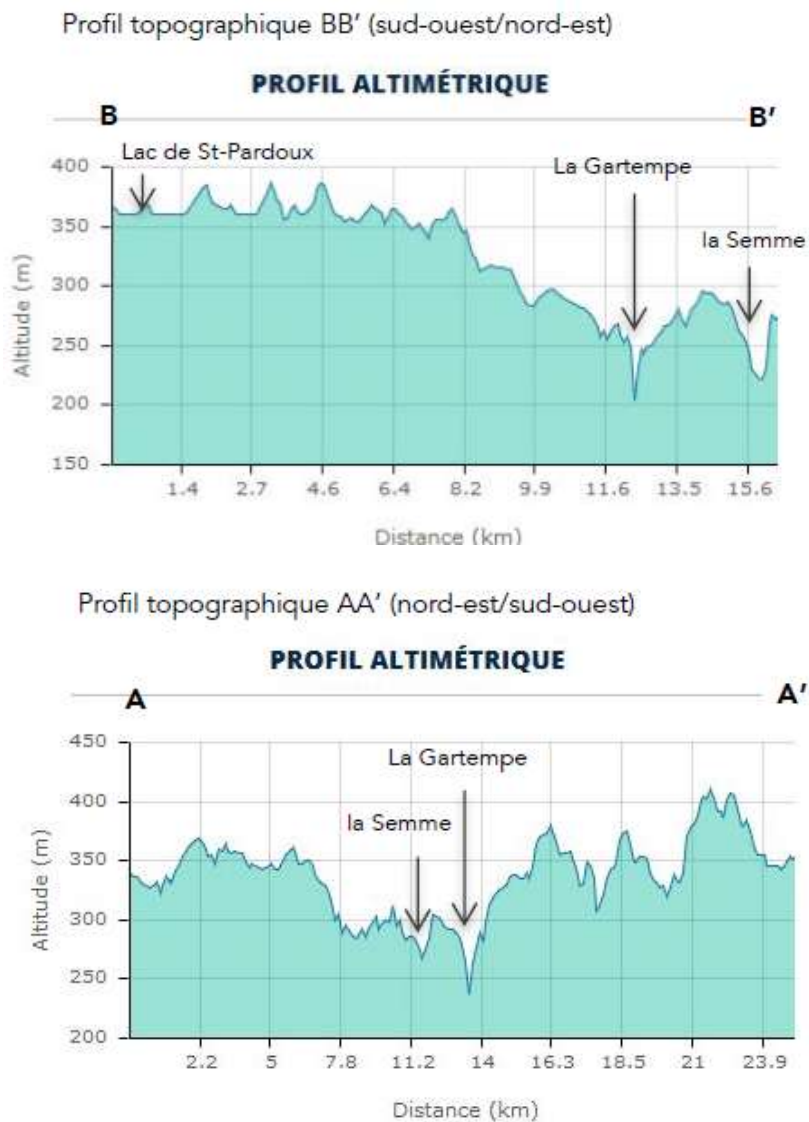 Profil topographique BB' (sud-ouest/nord-est)
PROFIL ALTIMÉTRIQUE
B
B'
Lac de St-Pardoux
La Gartempe
la Semme
400
350
300
250
200
150
Altitude (m)
1.4 2.7 4.6 6.4 8.2 9.9 11.6 13.5 15.6
Distance (km)
Profil topographique AA' (nord-est/sud-ouest)
PROFIL ALTIMÉTRIQUE
A
A'
La Gartempe
la Semme
450
400
350
300
250
200
Altitude (m)
2.2 5 7.8 11.2 14 16.3 18.5 21 23.9
Distance (km)